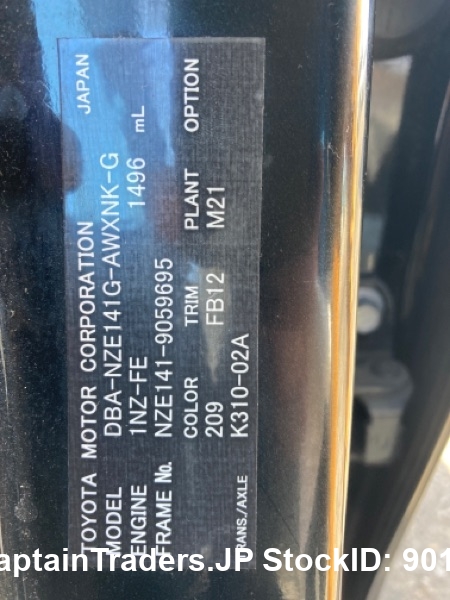 TOYOTA MOTOR CORPORATION JAPAN
MODEL DBA-NZE141G-AWXNK-G
ENGINE 1NZ-FE 1496 mL
FRAME No. NZE141-9059695
COLOR TRIM PLANT OPTION
209 FB12 M21
TRANS./AXLE K310-02A
aptainTraders.JP StockID: 901